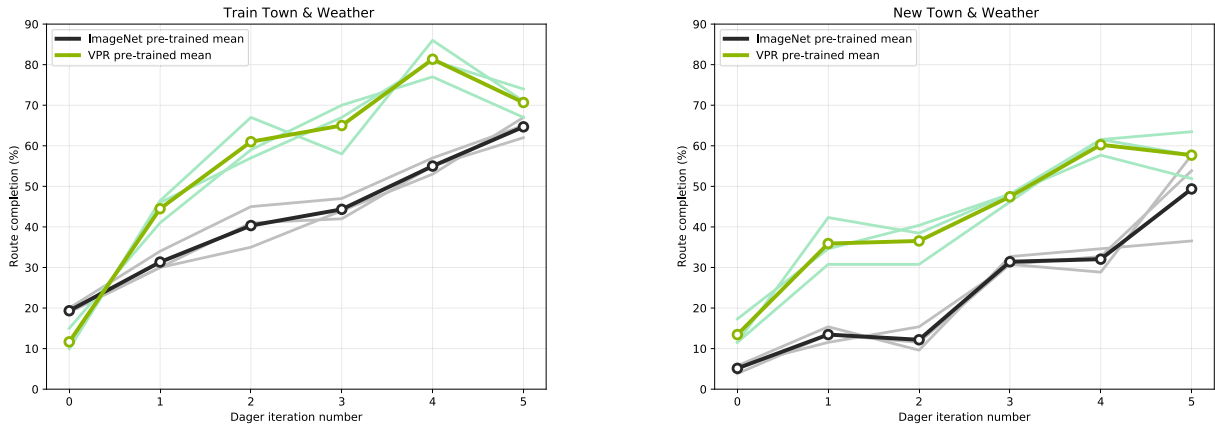 Train Town & Weather
ImageNet pre-trained mean
VPR pre-trained mean
Route completion (%)
90
80
70
60
50
40
30
20
10
0
0 1 2 3 4 5
Dager iteration number
New Town & Weather
ImageNet pre-trained mean
VPR pre-trained mean
Route completion (%)
90
80
70
60
50
40
30
20
10
0
0 1 2 3 4 5
Dager iteration number